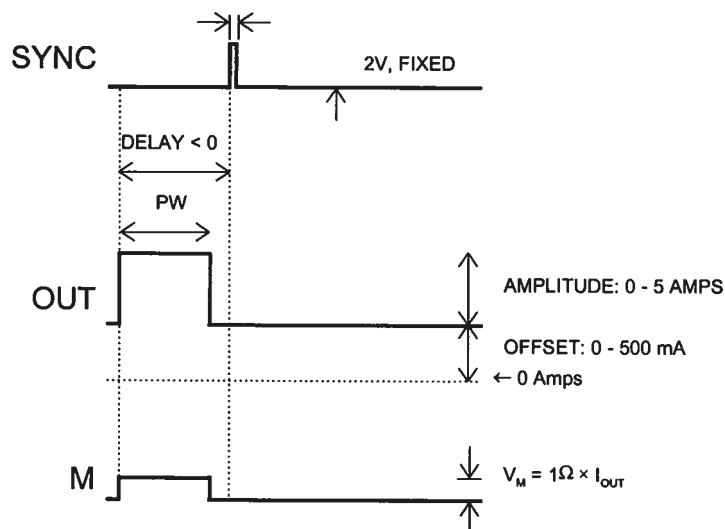 SYNC
2V, FIXED
DELAY < 0
PW
OUT
AMPLITUDE: 0 - 5 AMPS
OFFSET: 0 - 500 mA
← 0 Amps
M
V_M = 1Ω × I_OUT